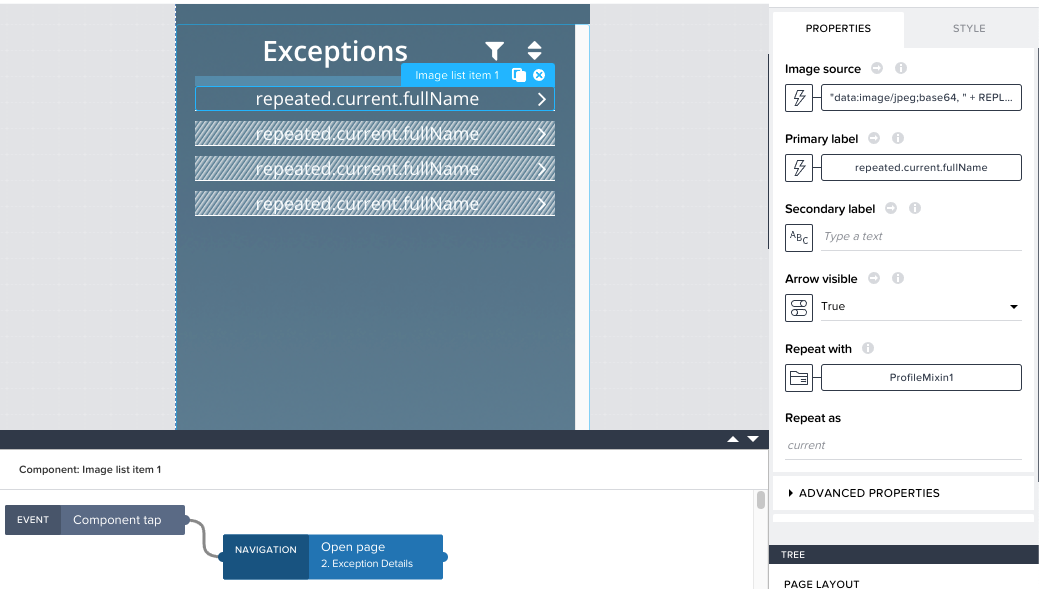 Exceptions
Image list item 1
repeated.current.fullName
repeated.current.fullName
repeated.current.fullName
repeated.current.fullName
Component: Image list item 1
EVENT Component tap
NAVIGATION Open page
2. Exception Details
PROPERTIES STYLE
Image source
"data:image/jpeg;base64, " + REPL...
Primary label
repeated.current.fullName
Secondary label
ABC Type a text
Arrow visible
True
Repeat with
ProfileMixin1
Repeat as
current
ADVANCED PROPERTIES
TREE
PAGE LAYOUT